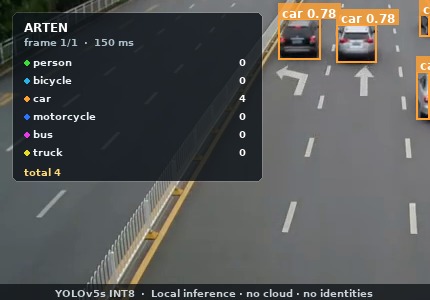 ARTEN
frame 1/1 · 150 ms
person 0
bicycle 0
car 4
motorcycle 0
bus 0
truck 0
total 4
car 0.78
car 0.78
YOLOv5s INT8 · Local inference · no cloud · no identities